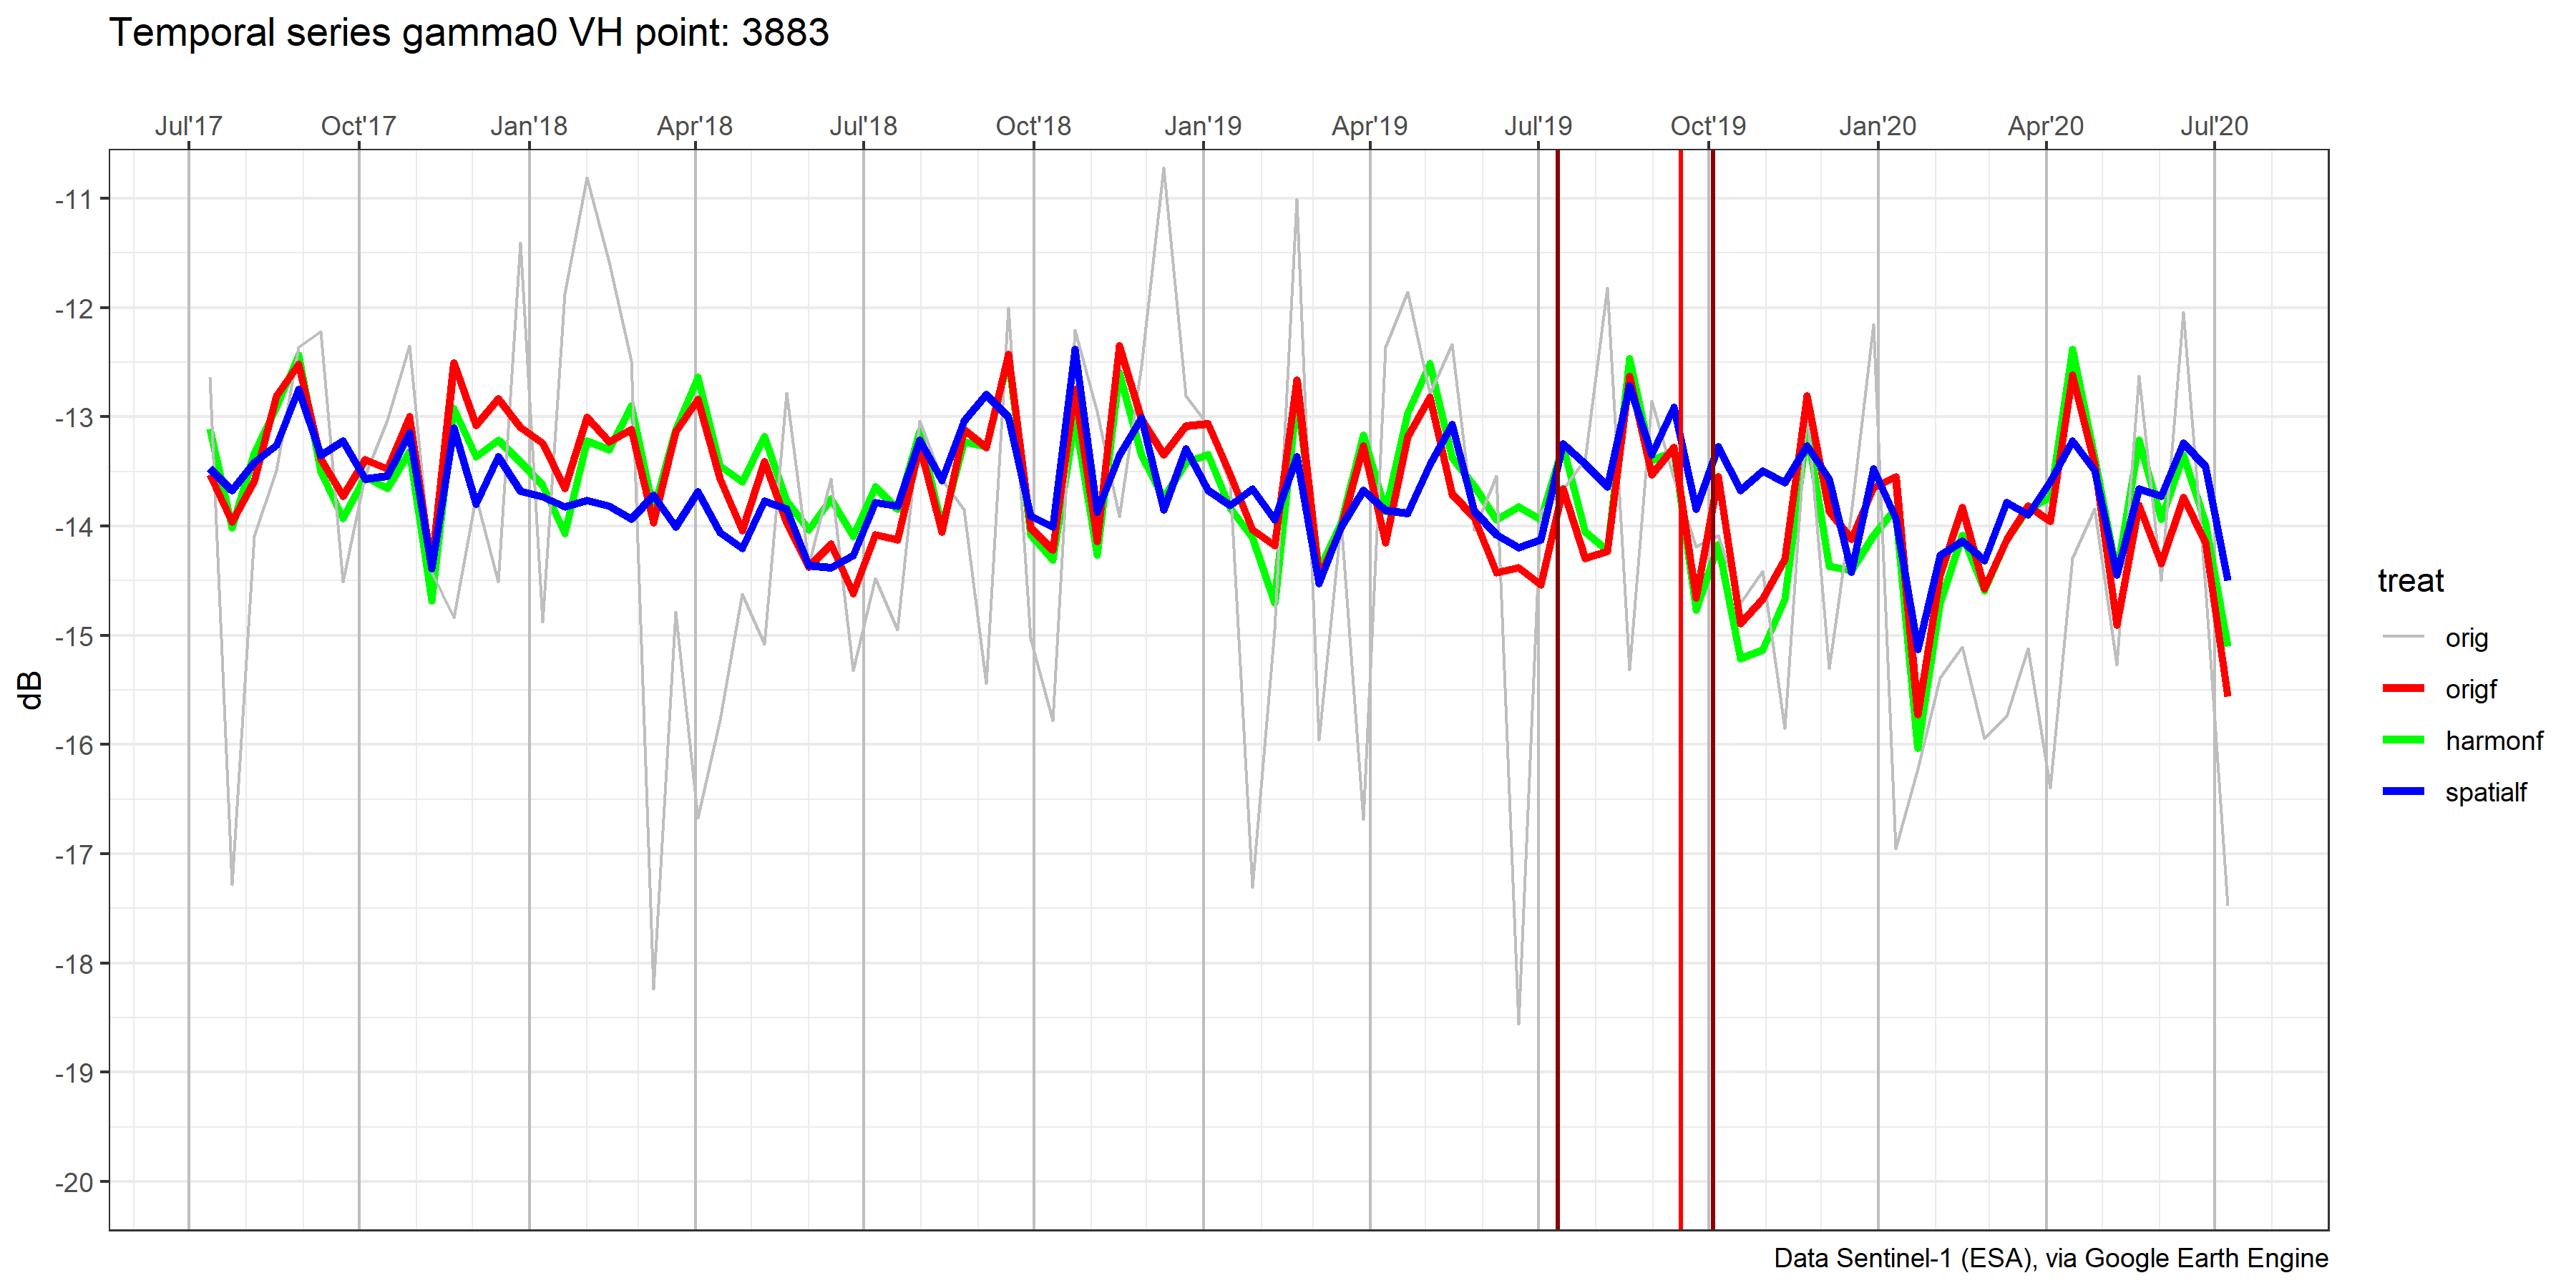 Temporal series gamma0 VH point: 3883
Jul'17 Oct'17 Jan'18 Apr'18 Jul'18 Oct'18 Jan'19 Apr'19 Jul'19 Oct'19 Jan'20 Apr'20 Jul'20
-11
-12
-13
-14
-15
-16
-17
-18
-19
-20
dB
treat
orig
origf
harmonf
spatialf
Data Sentinel-1 (ESA), via Google Earth Engine